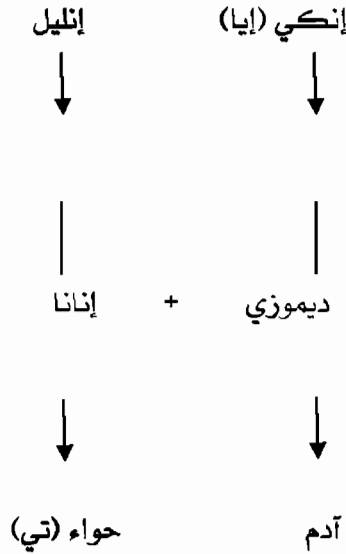 إنكي (إيا) إنليل
ديموزي + إنانا
آدم حواء (تي)